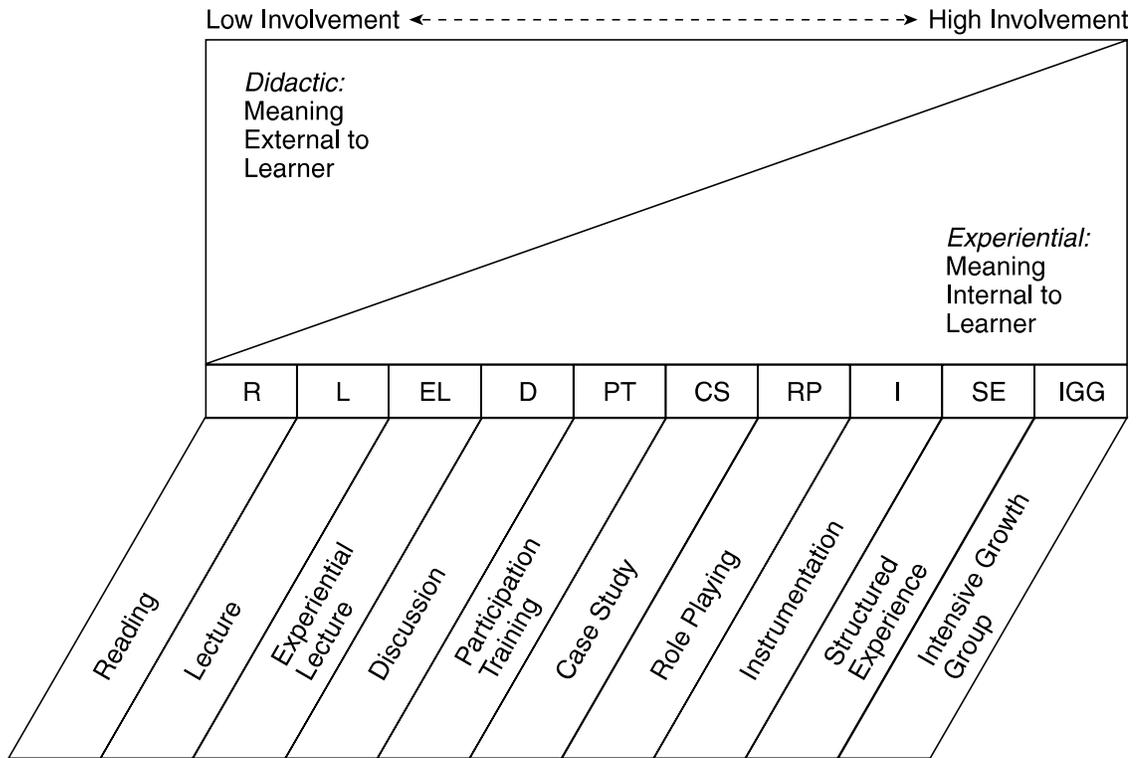 Low Involvement High Involvement
Didactic:
Meaning
External to
Learner
Experiential:
Meaning
Internal to
Learner
R L EL D PT CS RP I SE IGG
Reading
Lecture
Experiential
Lecture
Discussion
Participation
Training
Case Study
Role Playing
Instrumentation
Structured
Experience
Intensive Growth
Group